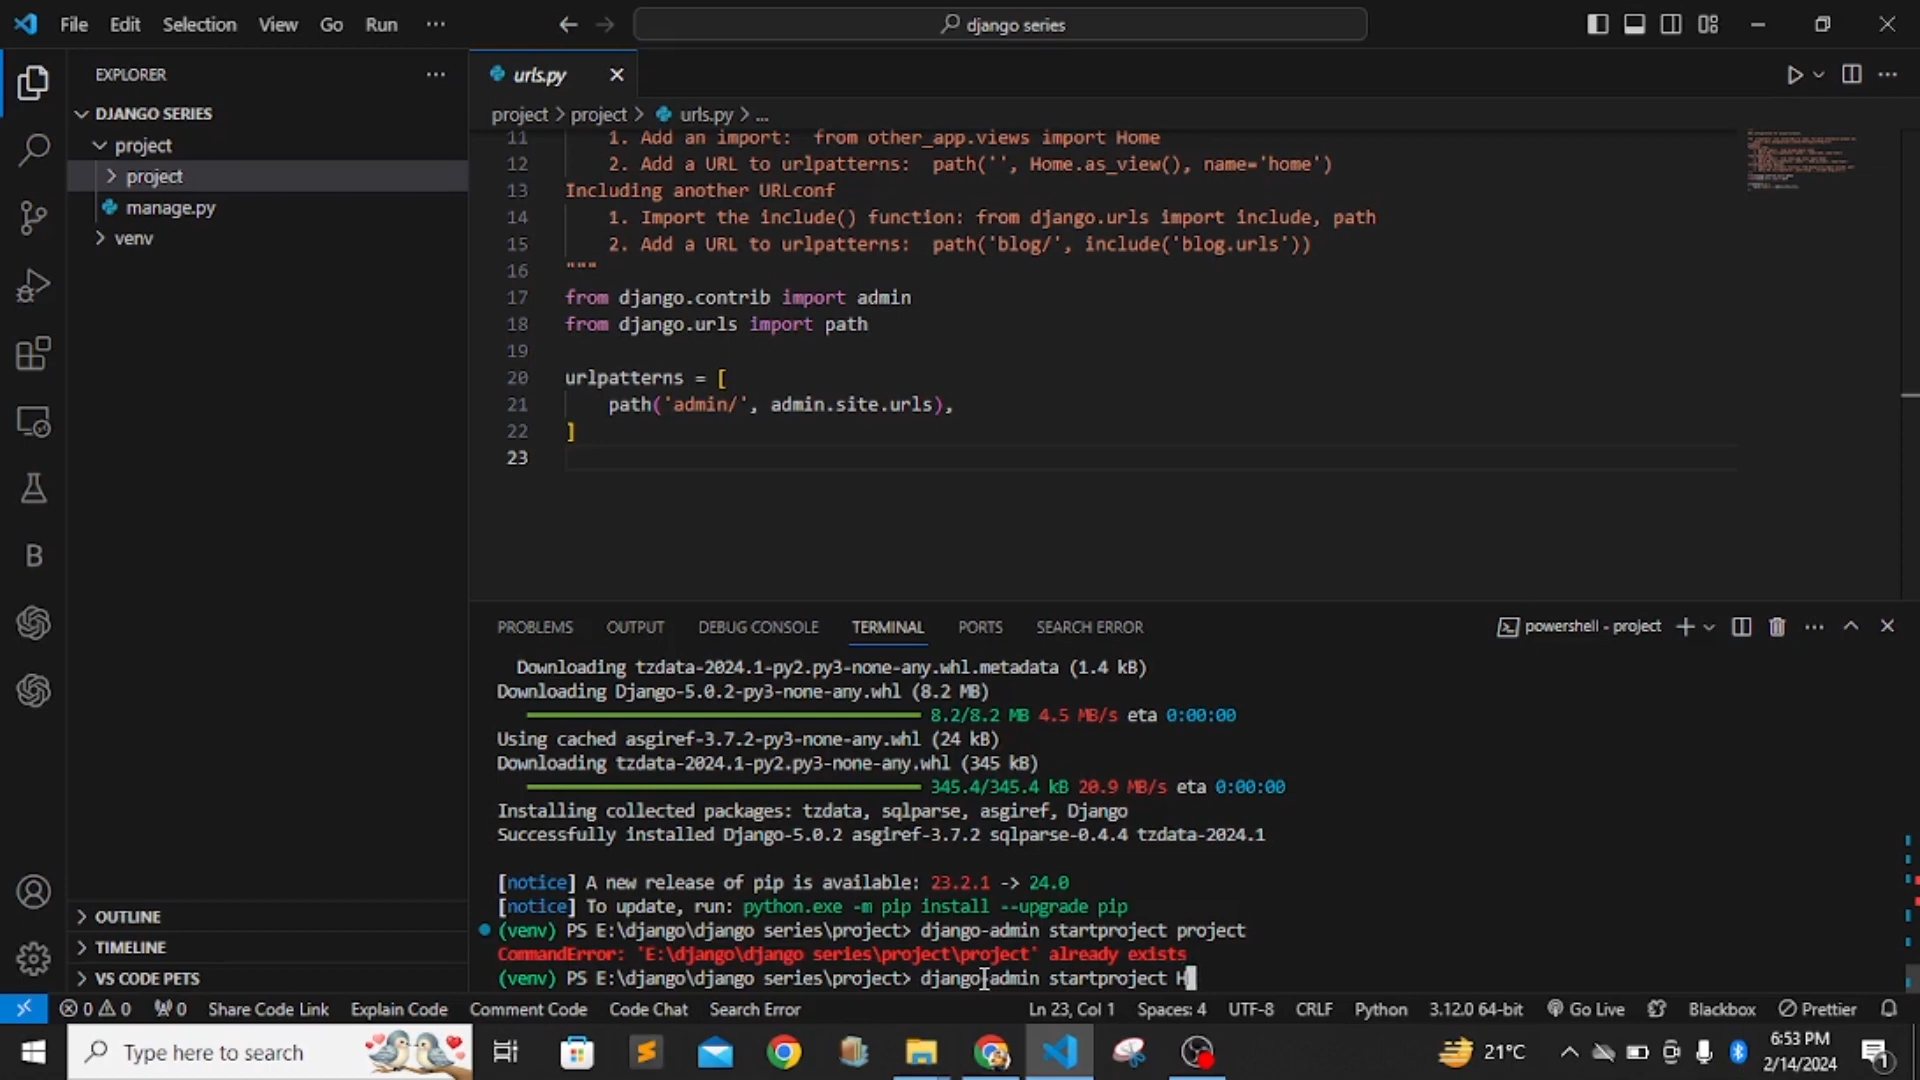 File Edit Selection View Go Run ··· django series
EXPLORER
DJANGO SERIES
project
project
manage.py
venv
OUTLINE
TIMELINE
VS CODE PETS
urls.py
project > project > urls.py > ...
11 1. Add an import:  from other_app.views import Home
12 2. Add a URL to urlpatterns:  path('', Home.as_view(), name='home')
13 Including another URLconf
14 1. Import the include() function: from django.urls import include, path
15 2. Add a URL to urlpatterns:  path('blog/', include('blog.urls'))
16 """
17 from django.contrib import admin
18 from django.urls import path
19
20 urlpatterns = [
21 path('admin/', admin.site.urls),
22 ]
23
PROBLEMS OUTPUT DEBUG CONSOLE TERMINAL PORTS SEARCH ERROR powershell - project
Downloading tzdata-2024.1-py2.py3-none-any.whl.metadata (1.4 kB)
Downloading Django-5.0.2-py3-none-any.whl (8.2 MB)
8.2/8.2 MB 4.5 MB/s eta 0:00:00
Using cached asgiref-3.7.2-py3-none-any.whl (24 kB)
Downloading tzdata-2024.1-py2.py3-none-any.whl (345 kB)
345.4/345.4 kB 20.9 MB/s eta 0:00:00
Installing collected packages: tzdata, sqlparse, asgiref, Django
Successfully installed Django-5.0.2 asgiref-3.7.2 sqlparse-0.4.4 tzdata-2024.1
[notice] A new release of pip is available: 23.2.1 -> 24.0
[notice] To update, run: python.exe -m pip install --upgrade pip
(venv) PS E:\django\django series\project> django-admin startproject project
CommandError: 'E:\django\django series\project\project' already exists
(venv) PS E:\django\django series\project> django-admin startproject H
0 0 0 Share Code Link Explain Code Comment Code Code Chat Search Error Ln 23, Col 1 Spaces: 4 UTF-8 CRLF Python 3.12.0 64-bit Go Live Blackbox Prettier
Type here to search 21°C 6:53 PM
2/14/2024 1